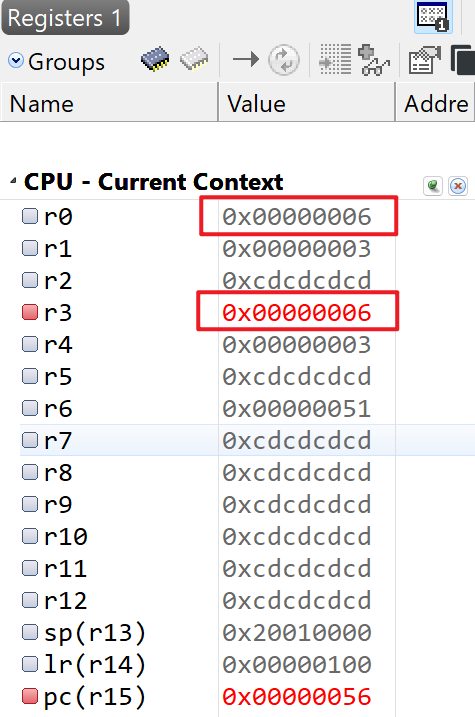 Registers 1
1
Groups
Name Value Addre
CPU - Current Context
r0 0x00000006
r1 0x00000003
r2 0xcdcdcdcd
r3 0x00000006
r4 0x00000003
r5 0xcdcdcdcd
r6 0x00000051
r7 0xcdcdcdcd
r8 0xcdcdcdcd
r9 0xcdcdcdcd
r10 0xcdcdcdcd
r11 0xcdcdcdcd
r12 0xcdcdcdcd
sp(r13) 0x20010000
lr(r14) 0x00000100
pc(r15) 0x00000056